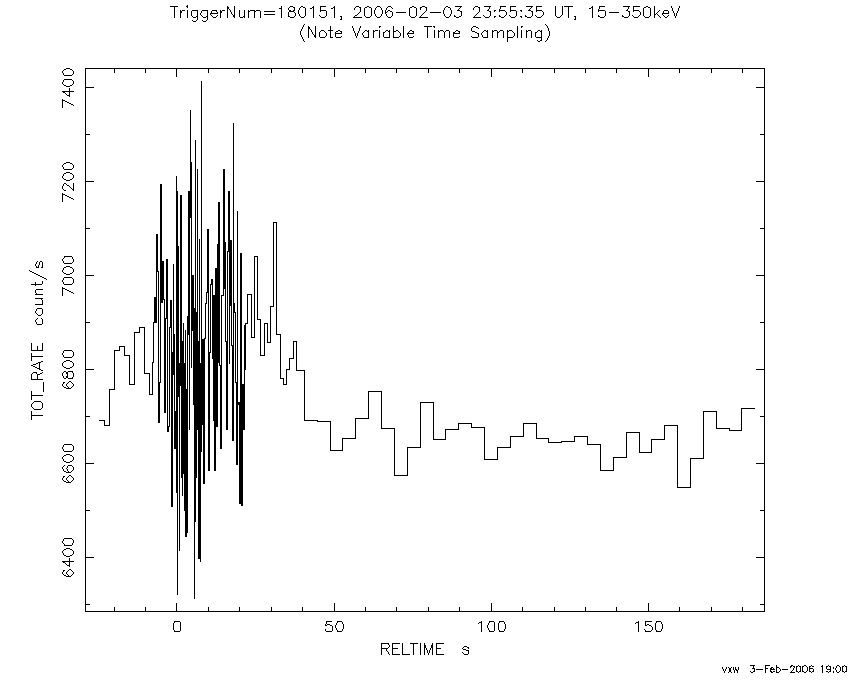 TriggerNum=180151, 2006-02-03 23:55:35 UT, 15-350keV
(Note Variable Time Sampling)
TOT_RATE count/s
7400
7200
7000
6800
6600
6400
0 50 100 150
RELTIME s
vxw 3-Feb-2006 19:00